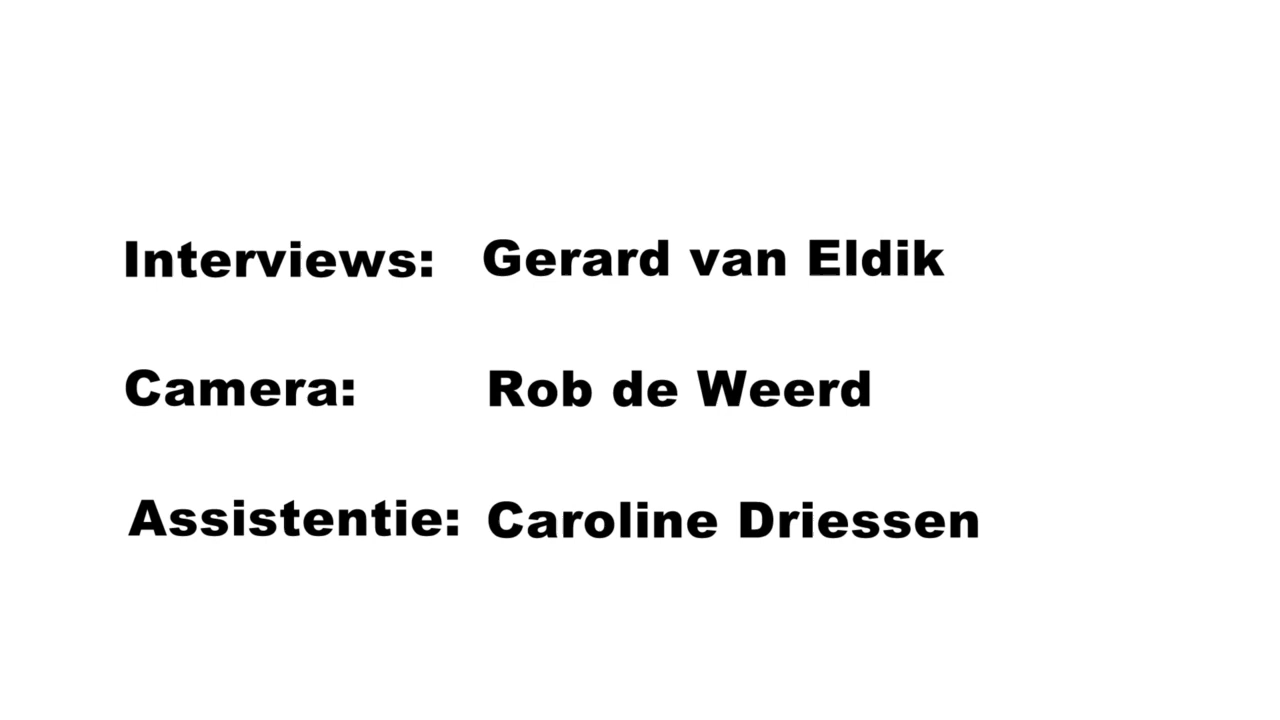 Interviews: Gerard van Eldik
Camera: Rob de Weerd
Assistentie: Caroline Driessen